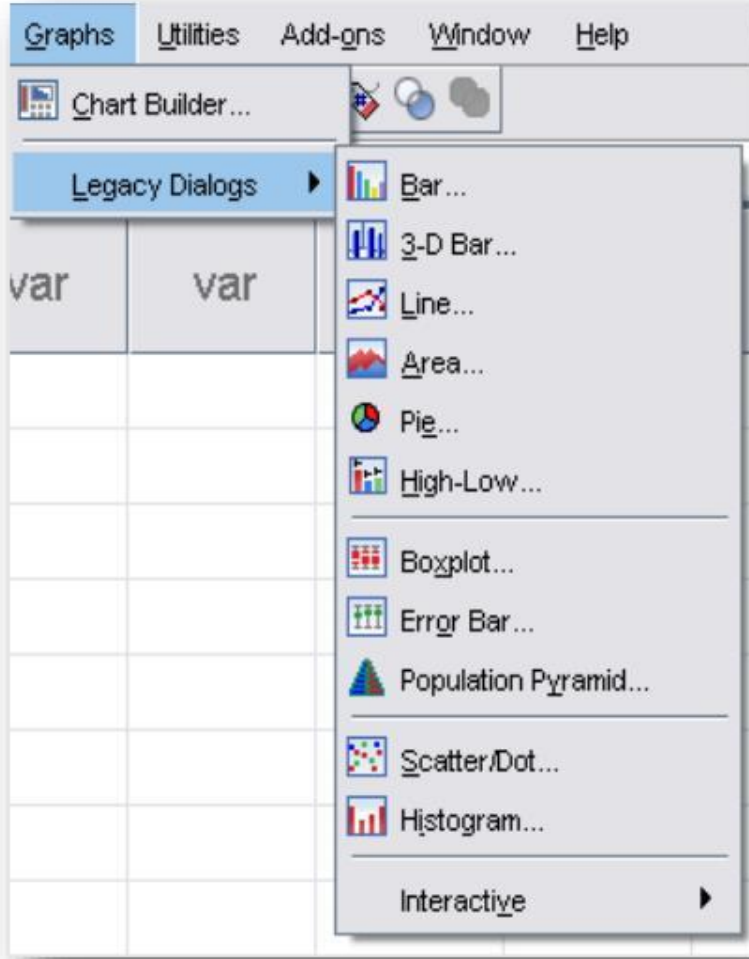 Graphs Utilities Add-ons Window Help
Chart Builder...
Legacy Dialogs
Bar...
3-D Bar...
var var
Line...
Area...
Pie...
High-Low...
Boxplot...
Error Bar...
Population Pyramid...
Scatter/Dot...
Histogram...
Interactive